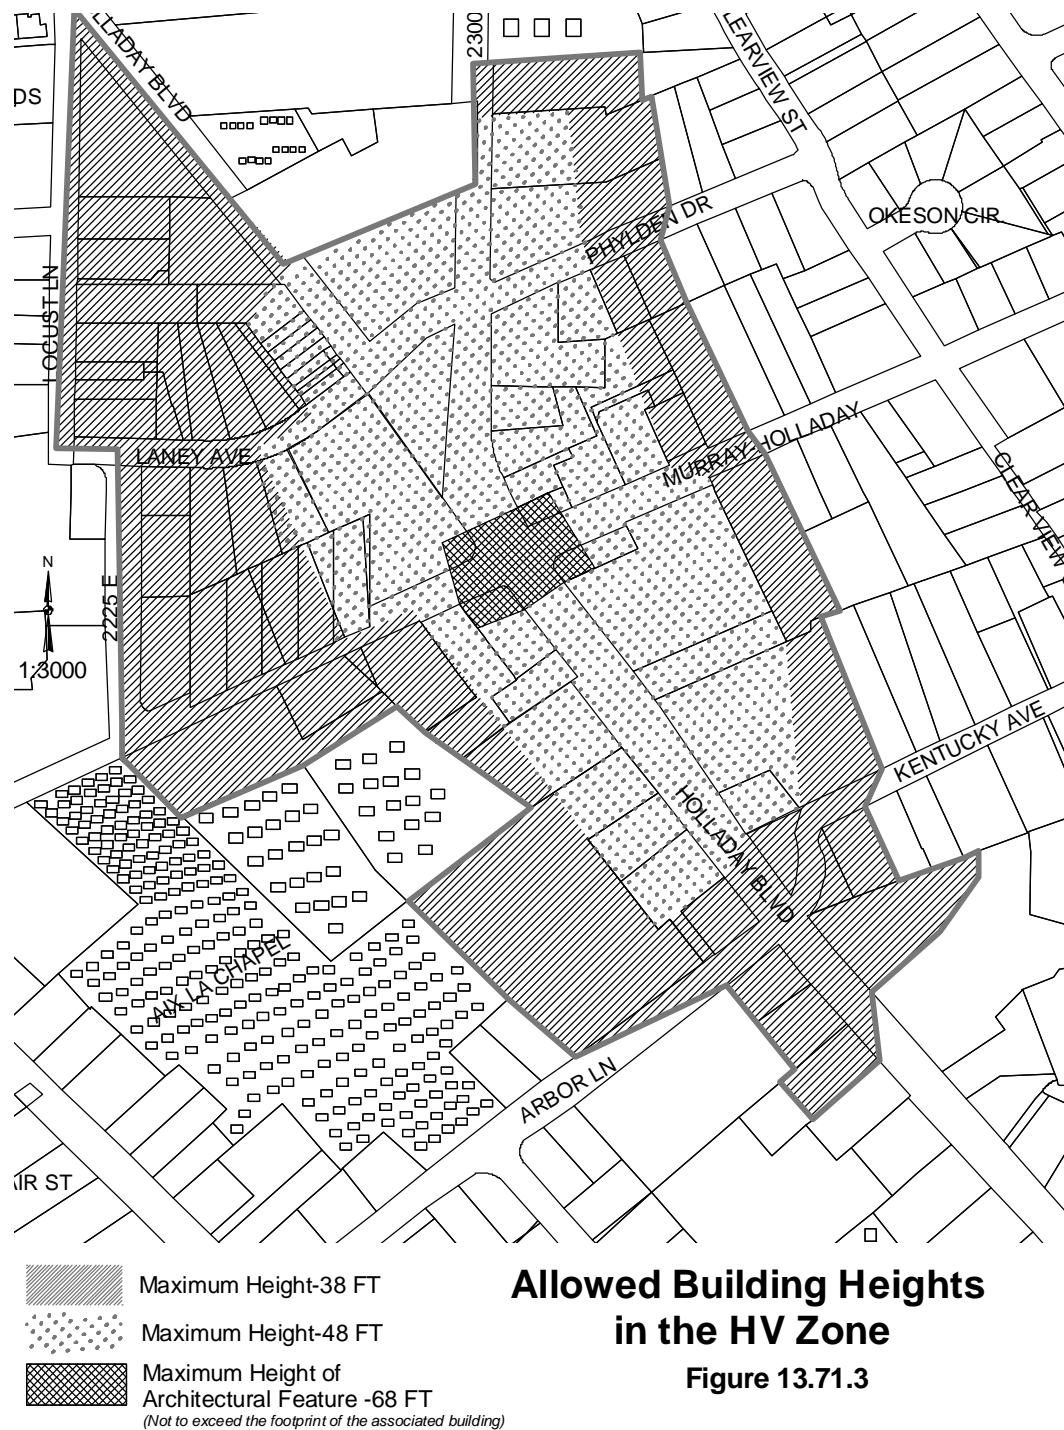 LLADAY BLVD
2300
LEARVIEW ST
DS
OKESON CIR
PHYLDEN DR
LOCUST LN
MURRAY-HOLLADAY
LANEY AVE
CLEARVIEW
N
2225 E
1:3000
KENTUCKY AVE
HOLLADAY BLVD
AIX LA CHAPEL
ARBOR LN
AIR ST
Maximum Height-38 FT
Maximum Height-48 FT
Maximum Height of
Architectural Feature -68 FT
(Not to exceed the footprint of the associated building)
Allowed Building Heights
in the HV Zone
Figure 13.71.3